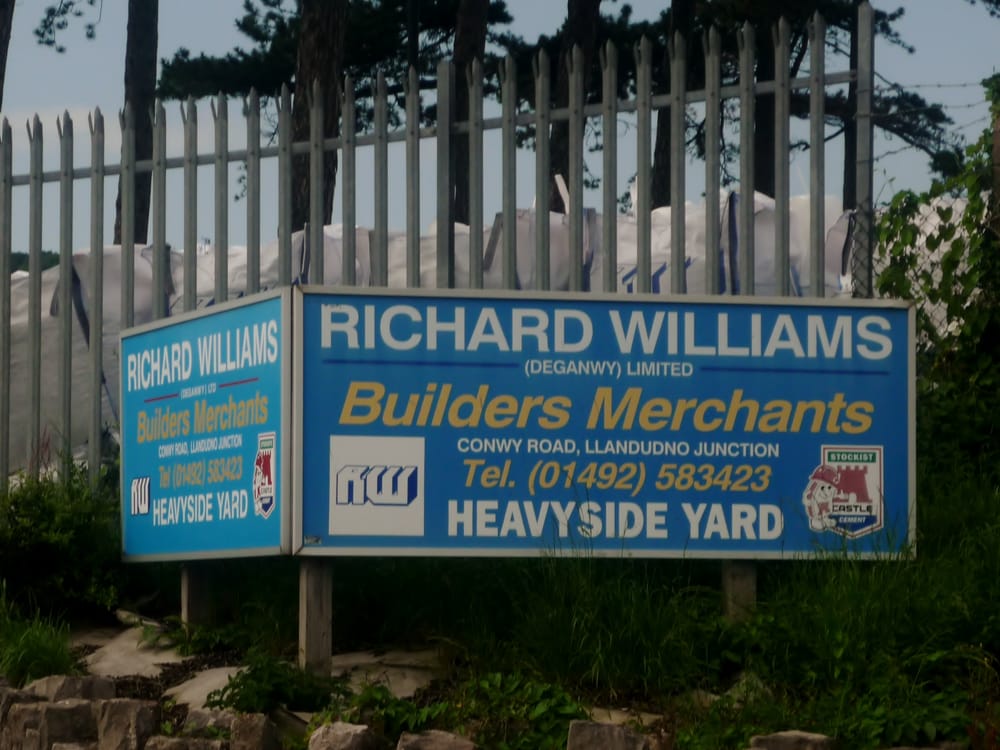 RICHARD WILLIAMS
(DEGANWY) LTD
Builders Merchants
CONWY ROAD, LLANDUDNO JUNCTION
Tel (01492) 583423
RW
HEAVYSIDE YARD
RICHARD WILLIAMS
(DEGANWY) LIMITED
Builders Merchants
CONWY ROAD, LLANDUDNO JUNCTION
Tel. (01492) 583423
RW
HEAVYSIDE YARD
STOCKIST
CASTLE
CEMENT